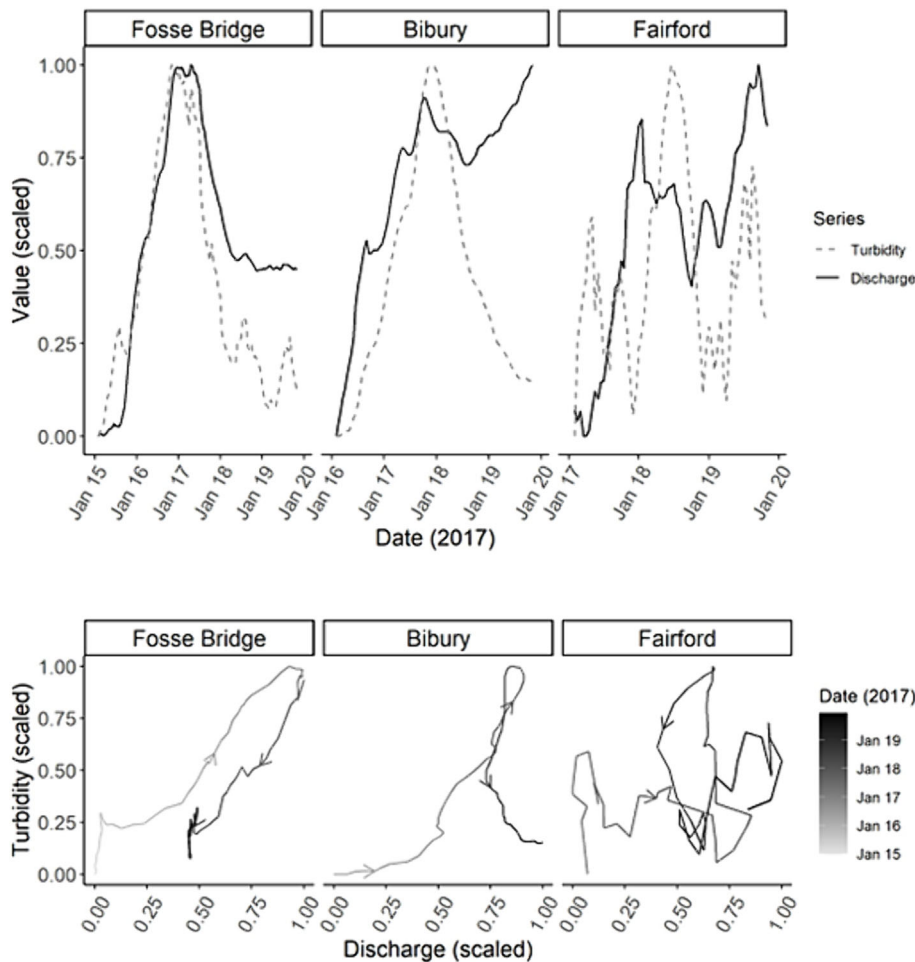 Fosse Bridge
Bibury
Fairford
Value (scaled)
1.00
0.75
0.50
0.25
0.00
Jan 15
Jan 16
Jan 17
Jan 18
Jan 19
Jan 20
Jan 16
Jan 17
Jan 18
Jan 19
Jan 20
Jan 17
Jan 18
Jan 19
Jan 20
Date (2017)
Series
Turbidity
Discharge
Fosse Bridge
Bibury
Fairford
Turbidity (scaled)
1.00
0.75
0.50
0.25
0.00
0.00
0.25
0.50
0.75
1.00
0.00
0.25
0.50
0.75
1.00
0.00
0.25
0.50
0.75
1.00
Discharge (scaled)
Date (2017)
Jan 19
Jan 18
Jan 17
Jan 16
Jan 15